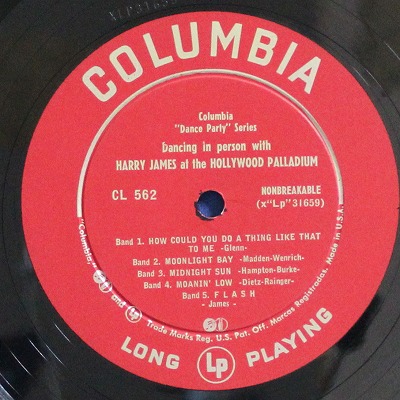 COLUMBIA
Columbia
"Dance Party" Series
Dancing in person with
HARRY JAMES at the HOLLYWOOD PALLADIUM
CL 562
NONBREAKABLE
(x"Lp"31659)
Band 1. HOW COULD YOU DO A THING LIKE THAT
TO ME -Glenn-
Band 2. MOONLIGHT BAY -Madden-Wenrich-
Band 3. MIDNIGHT SUN -Hampton-Burke-
Band 4. MOANIN' LOW -Dietz-Rainger-
Band 5. FLASH
- James -
"Columbia," and Lp Trade Marks Reg. U.S. Pat. Off. Marcas Registradas. Made in U.S.A.
LONG Lp PLAYING